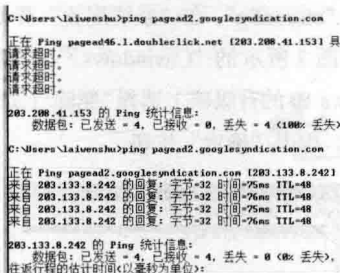 C:\Users\laiwenshu>ping pagead2.googlesyndication.com
正在 Ping pagead46.l.doubleclick.net [203.208.41.153] 具
请求超时。
请求超时。
请求超时。
请求超时。
203.208.41.153 的 Ping 统计信息:
数据包: 已发送 = 4, 已接收 = 0, 丢失 = 4 <100% 丢失>
C:\Users\laiwenshu>ping pagead2.googlesyndication.com
正在 Ping pagead2.googlesyndication.com [203.133.8.242]
来自 203.133.8.242 的回复: 字节=32 时间=76ms TTL=48
来自 203.133.8.242 的回复: 字节=32 时间=75ms TTL=48
来自 203.133.8.242 的回复: 字节=32 时间=76ms TTL=48
来自 203.133.8.242 的回复: 字节=32 时间=76ms TTL=48
203.133.8.242 的 Ping 统计信息:
数据包: 已发送 = 4, 已接收 = 4, 丢失 = 0 <0% 丢失>,
往返行程的估计时间<以毫秒为单位>: